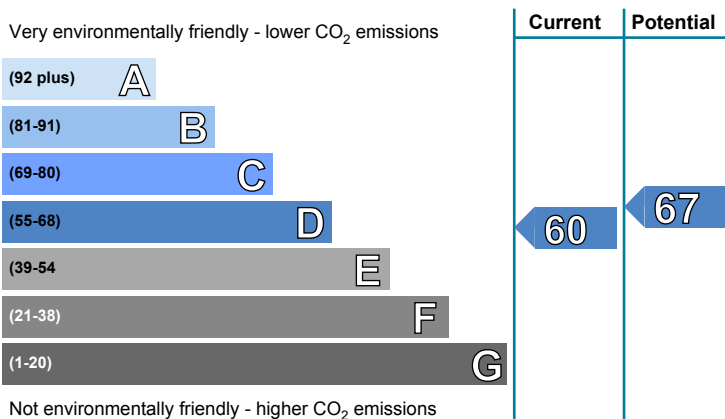 Very environmentally friendly - lower CO2 emissions
Current
Potential
(92 plus) A
(81-91) B
(69-80) C
(55-68) D
(39-54 E
(21-38) F
(1-20) G
60
67
Not environmentally friendly - higher CO2 emissions